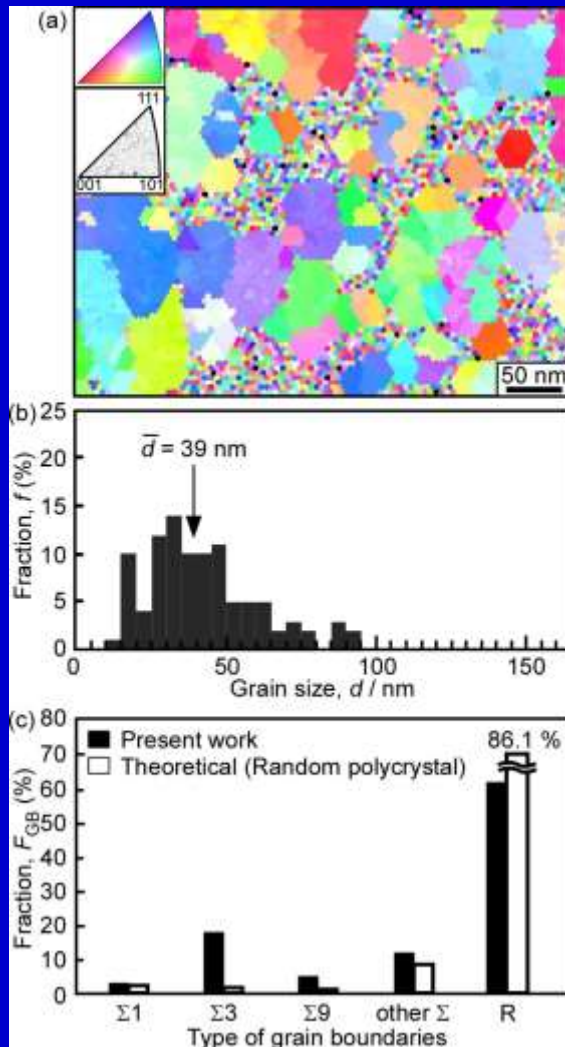 (a)
111
001 101
50 nm
(b)
25
20
15
10
5
0
Fraction, f (%)
d̅ = 39 nm
0 50 100 150
Grain size, d / nm
(c)
80
70
60
50
40
30
20
10
0
Fraction, F_GB (%)
Present work
Theoretical (Random polycrystal)
86.1 %
Σ1 Σ3 Σ9 other Σ R
Type of grain boundaries